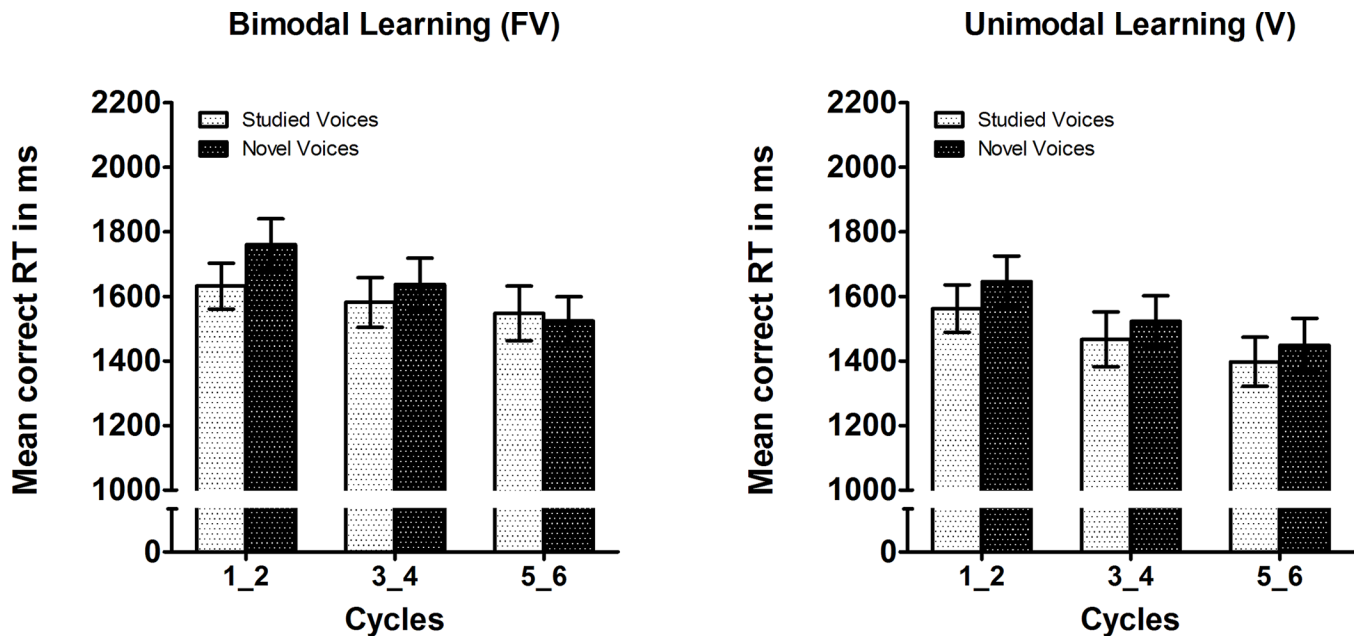 Bimodal Learning (FV)
Mean correct RT in ms
2200
2000
1800
1600
1400
1200
1000
0
Studied Voices
Novel Voices
1_2
3_4
5_6
Cycles
Unimodal Learning (V)
Mean correct RT in ms
2200
2000
1800
1600
1400
1200
1000
0
Studied Voices
Novel Voices
1_2
3_4
5_6
Cycles